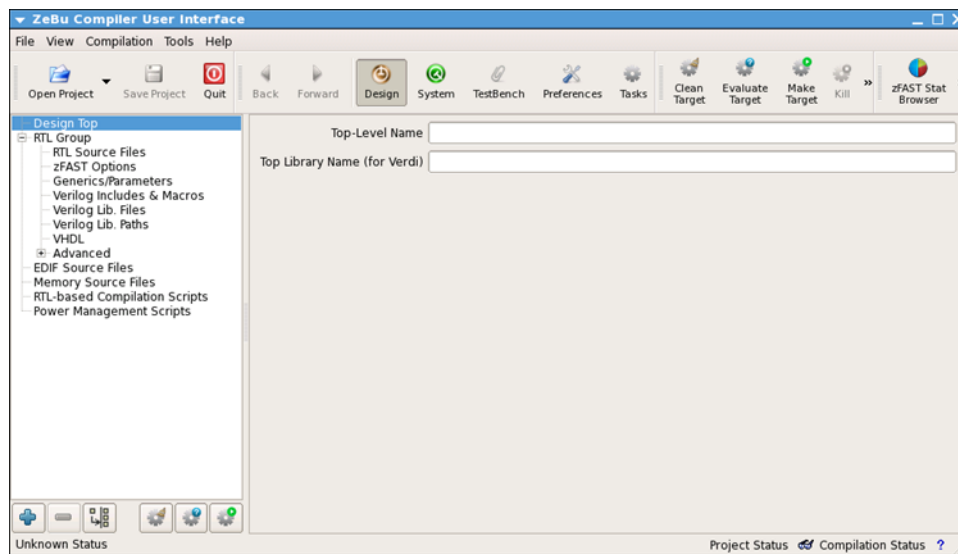 ZeBu Compiler User Interface
File View Compilation Tools Help
Open Project Save Project Quit Back Forward Design System TestBench Preferences Tasks Clean Target Evaluate Target Make Target Kill » zFAST Stat Browser
Design Top
RTL Group
RTL Source Files
zFAST Options
Generics/Parameters
Verilog Includes & Macros
Verilog Lib. Files
Verilog Lib. Paths
VHDL
Advanced
EDIF Source Files
Memory Source Files
RTL-based Compilation Scripts
Power Management Scripts
Top-Level Name
Top Library Name (for Verdi)
Unknown Status
Project Status Compilation Status ?